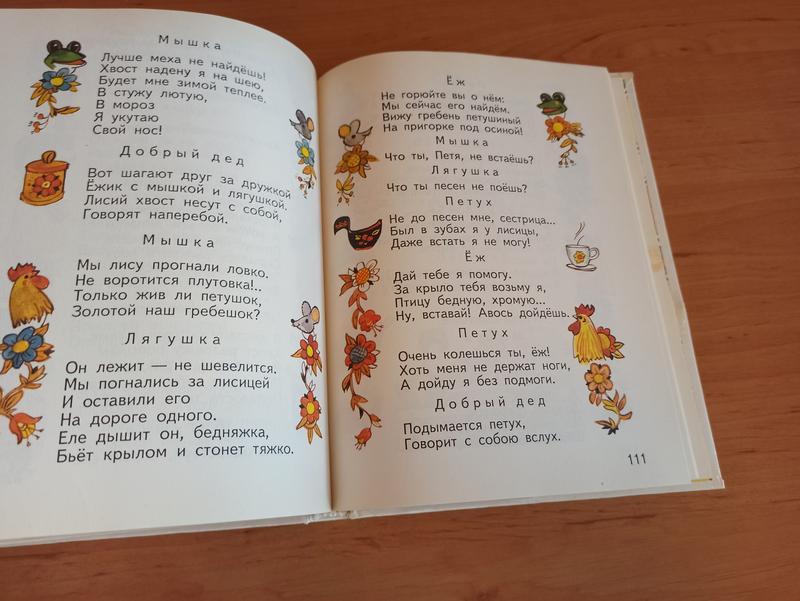 Мышка
Лучше меха не найдёшь!
Хвост надену я на шею,
Будет мне зимой теплее.
В стужу лютую,
В мороз
Я укутаю
Свой нос!
Добрый дед
Вот шагают друг за дружкой
Ёжик с мышкой и лягушкой.
Лисий хвост несут с собой,
Говорят наперебой.
Мышка
Мы лису прогнали ловко.
Не воротится плутовка!..
Только жив ли петушок,
Золотой наш гребешок?
Лягушка
Он лежит — не шевелится.
Мы погнались за лисицей
И оставили его
На дороге одного.
Еле дышит он, бедняжка,
Бьёт крылом и стонет тяжко.
Ёж
Не горюйте вы о нём:
Мы сейчас его найдём.
Вижу гребень петушиный
На пригорке под осиной!
Мышка
Что ты, Петя, не встаёшь?
Лягушка
Что ты песен не поёшь?
Петух
Не до песен мне, сестрица...
Был в зубах я у лисицы,
Даже встать я не могу!
Ёж
Дай тебе я помогу.
За крыло тебя возьму я,
Птицу бедную, хромую...
Ну, вставай! Авось дойдёшь.
Петух
Очень колешься ты, ёж!
Хоть меня не держат ноги,
А дойду я без подмоги.
Добрый дед
Подымается петух,
Говорит с собою вслух.
111